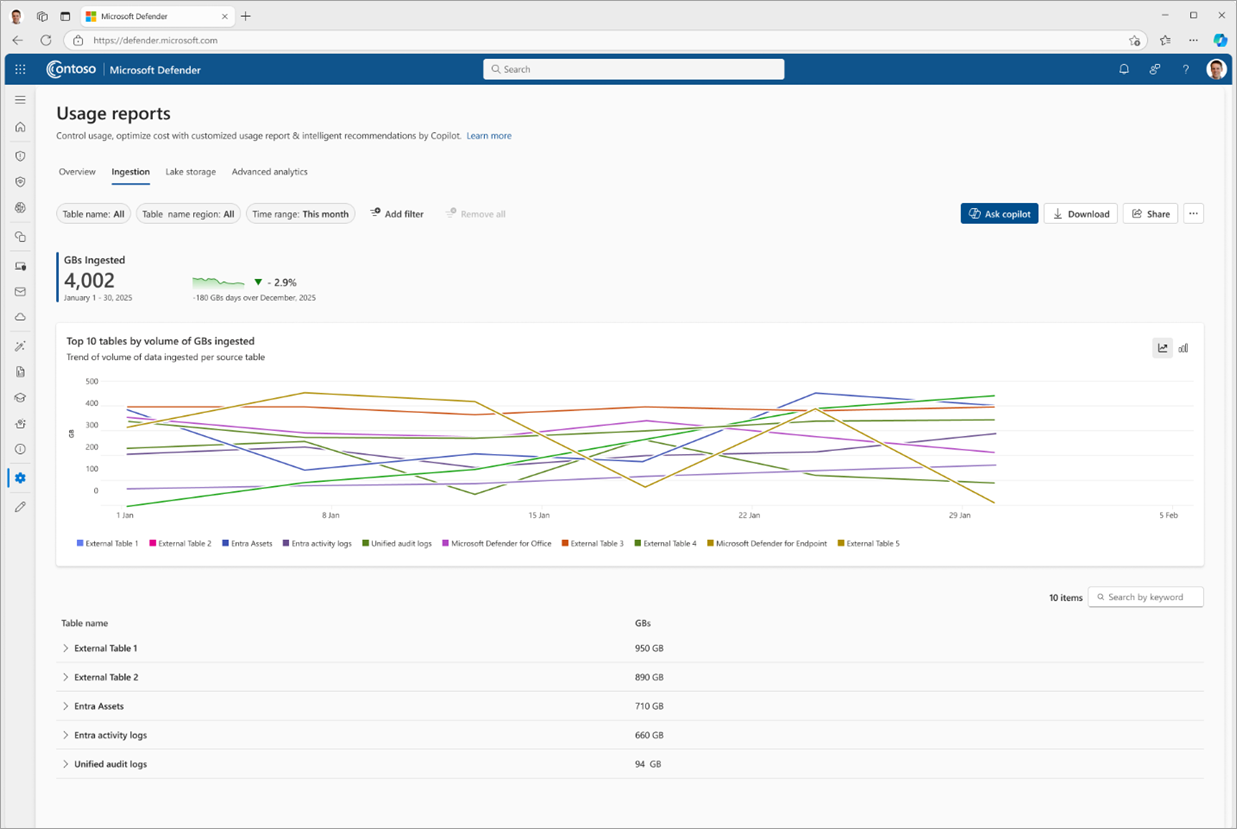 Microsoft Defender
https://defender.microsoft.com
Contoso | Microsoft Defender
Search
Usage reports
Control usage, optimize cost with customized usage report & intelligent recommendations by Copilot. Learn more
Overview Ingestion Lake storage Advanced analytics
Table name: All Table name region: All Time range: This month Add filter Remove all Ask copilot Download Share
GBs Ingested
4,002
- 2.9%
January 1 - 30, 2025
-180 GBs days over December, 2025
Top 10 tables by volume of GBs ingested
Trend of volume of data ingested per source table
500
400
300
GB
200
100
0
1 Jan 8 Jan 15 Jan 22 Jan 29 Jan 5 Feb
External Table 1 External Table 2 Entra Assets Entra activity logs Unified audit logs Microsoft Defender for Office External Table 3 External Table 4 Microsoft Defender for Endpoint External Table 5
10 items Search by keyword
Table name GBs
External Table 1 950 GB
External Table 2 890 GB
Entra Assets 710 GB
Entra activity logs 660 GB
Unified audit logs 94 GB